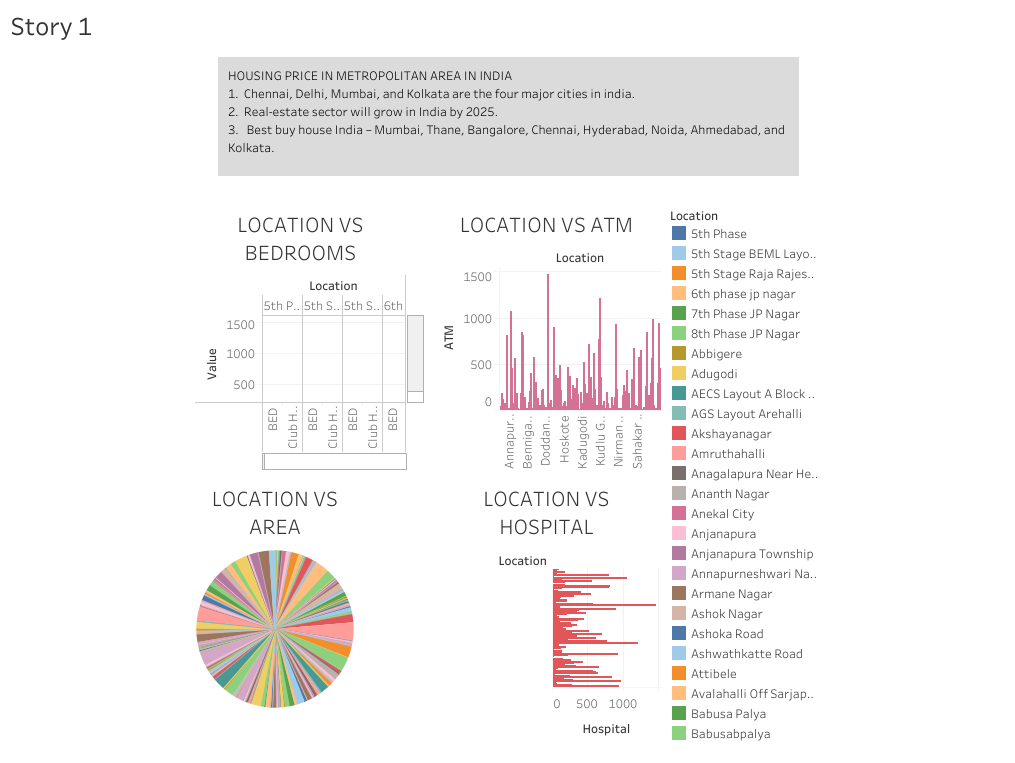 Story 1
HOUSING PRICE IN METROPOLITAN AREA IN INDIA
1. Chennai, Delhi, Mumbai, and Kolkata are the four major cities in india.
2. Real-estate sector will grow in India by 2025.
3. Best buy house India – Mumbai, Thane, Bangalore, Chennai, Hyderabad, Noida, Ahmedabad, and
Kolkata.
LOCATION VS
BEDROOMS
Location
5th P.. 5th S.. 5th S.. 6th
1500
1000
500
Value
BED
Club H..
BED
Club H..
BED
Club H..
BED
LOCATION VS ATM
Location
1500
1000
500
0
ATM
Annapur..
Benniga..
Doddan..
Hoskote
Kadugodi
Kudlu G..
Nirman ..
Sahakar ..
LOCATION VS
AREA
LOCATION VS
HOSPITAL
Location
0 500 1000
Hospital
Location
5th Phase
5th Stage BEML Layo..
5th Stage Raja Rajes..
6th phase jp nagar
7th Phase JP Nagar
8th Phase JP Nagar
Abbigere
Adugodi
AECS Layout A Block ..
AGS Layout Arehalli
Akshayanagar
Amruthahalli
Anagalapura Near He..
Ananth Nagar
Anekal City
Anjanapura
Anjanapura Township
Annapurneshwari Na..
Armane Nagar
Ashok Nagar
Ashoka Road
Ashwathkatte Road
Attibele
Avalahalli Off Sarjap..
Babusa Palya
Babusabpalya